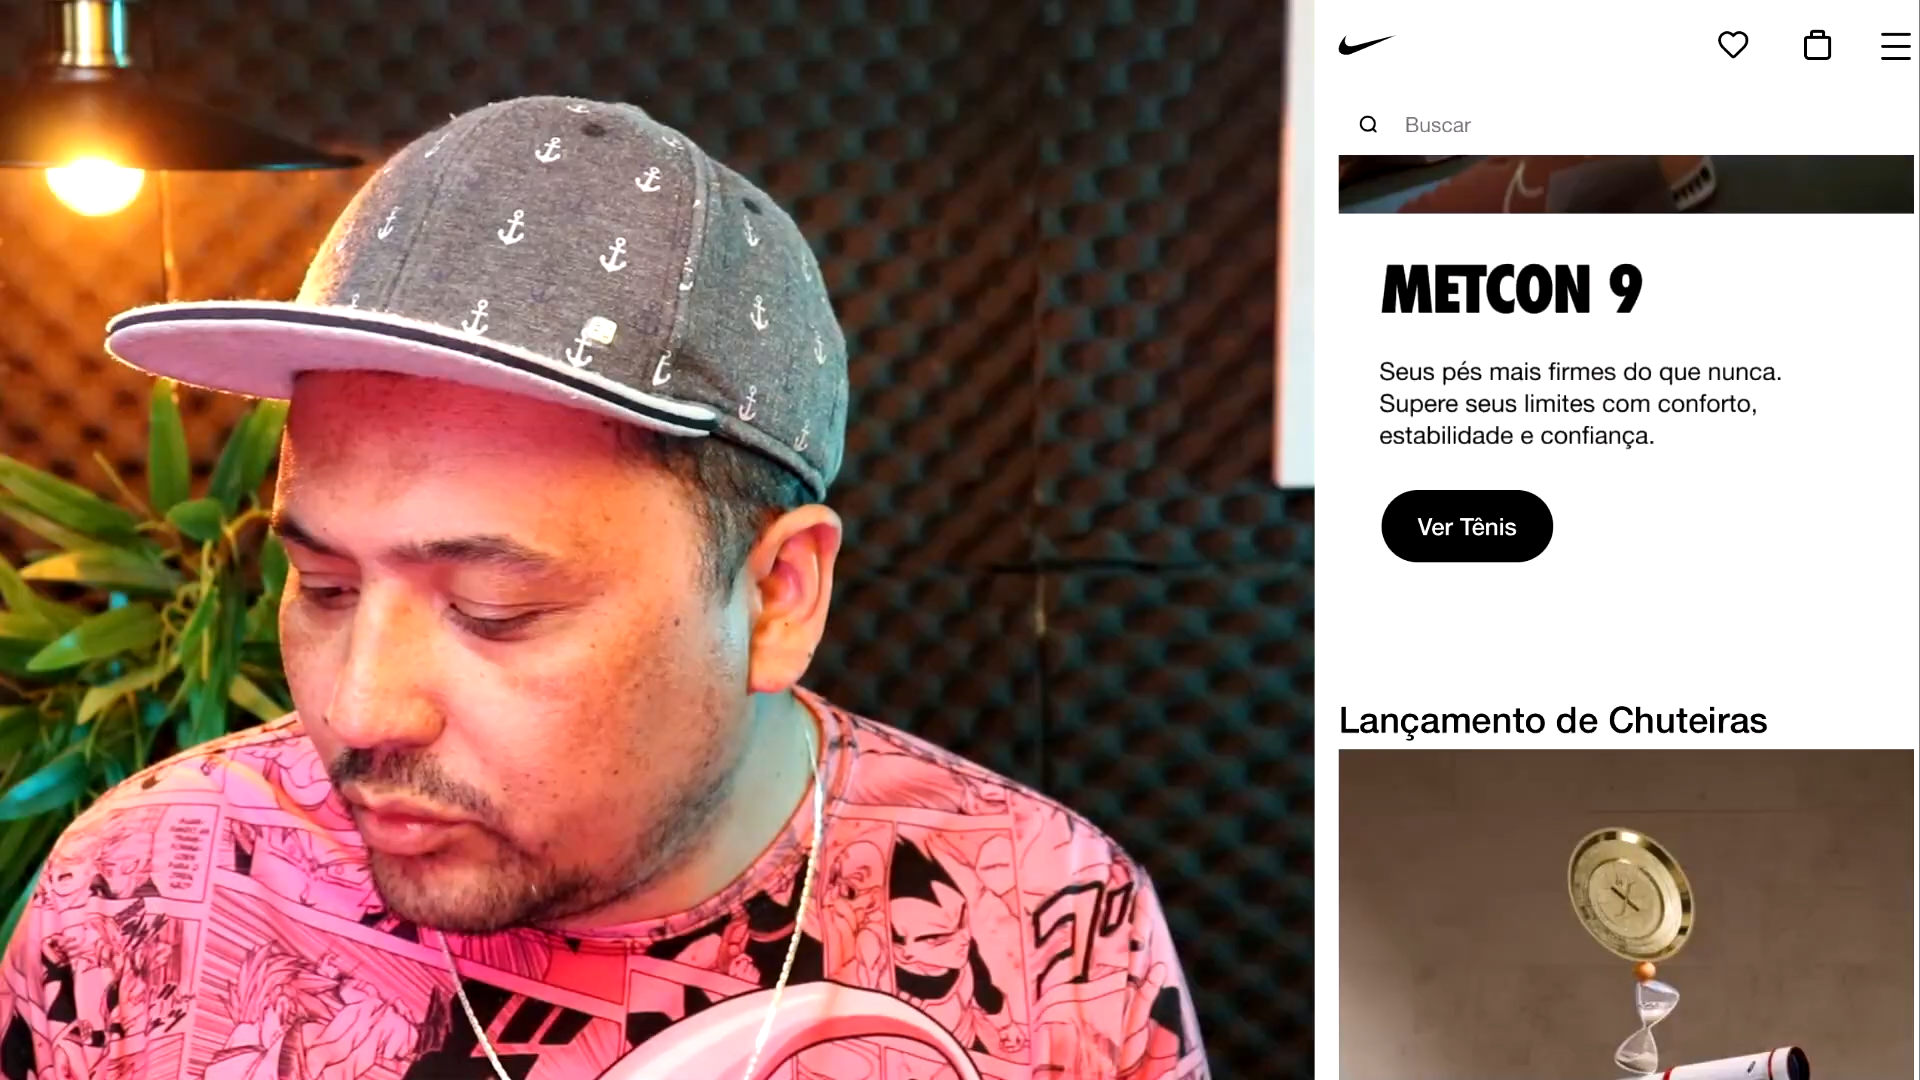 Buscar
METCON 9
Seus pés mais firmes do que nunca.
Supere seus limites com conforto,
estabilidade e confiança.
Ver Tênis
Lançamento de Chuteiras